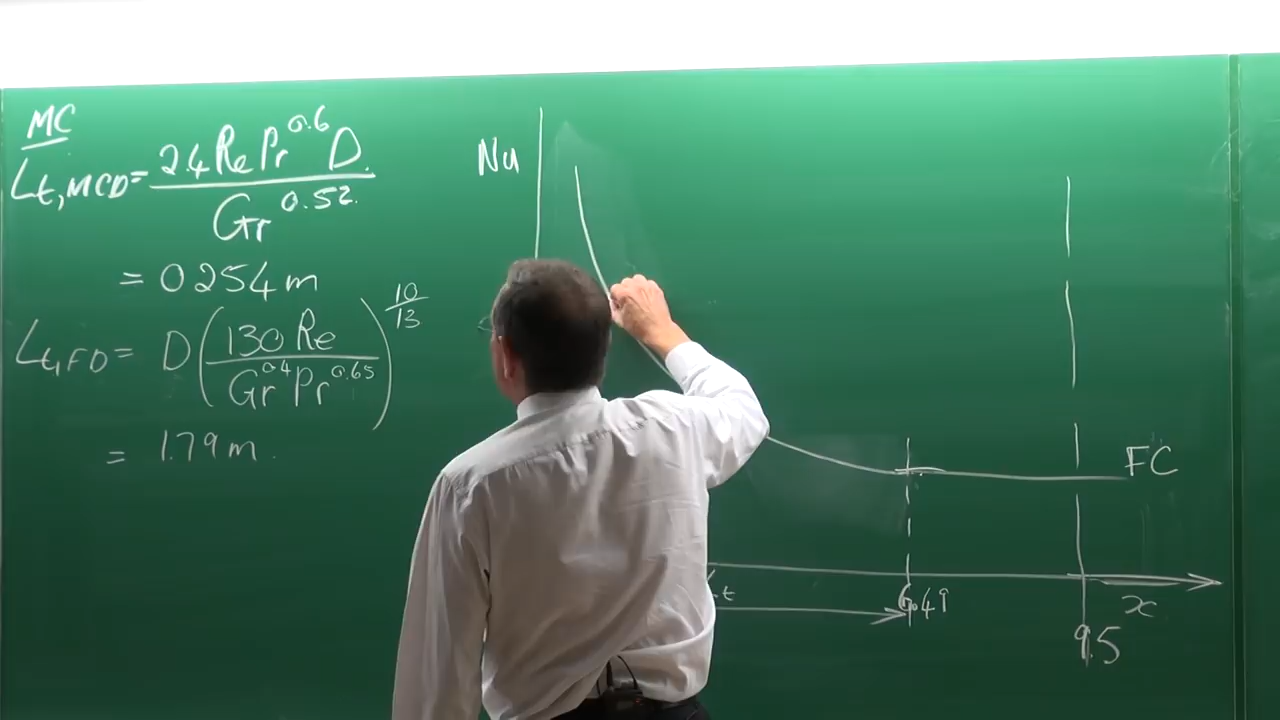 MC
Lt,MCD = 2.4 Re Pr^0.6 D / Gr^0.52
= 0.254 m
Lt,FD = D (130 Re / Gr^0.4 Pr^0.65)^10/13
= 1.79 m.
Nu
FC
t
6.49
x
9.5